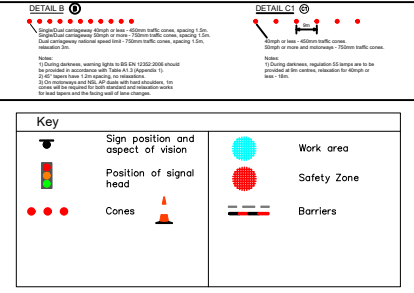 DETAIL B B
Single/Dual carriageway 40mph or less - 450mm traffic cones, spacing 1.5m.
Single/Dual carriageway 50mph or more - 750mm traffic cones, spacing 1.5m.
Dual carriageway national speed limit - 750mm traffic cones, spacing 1.5m,
relaxation 3m.
Notes:
1) During darkness, warning lights to BS EN 12352:2006 should
be provided in accordance with Table A1.3 (Appendix 1).
2) 45° tapers have 1.2m spacing, no relaxations.
3) On motorways and NSL AP duals with hard shoulders, 1m
cones will be required for both standard and relaxation works
for lead tapers and the facing wall of lane changes.
DETAIL C1 C1
9m
40mph or less - 450mm traffic cones.
50mph or more and motorways - 750mm traffic cones.
Notes:
1) During darkness, regulation 55 lamps are to be
provided at 9m centres, relaxation for 40mph or
less - 18m.
Key
Sign position and
aspect of vision
Position of signal
head
Cones
Work area
Safety Zone
Barriers